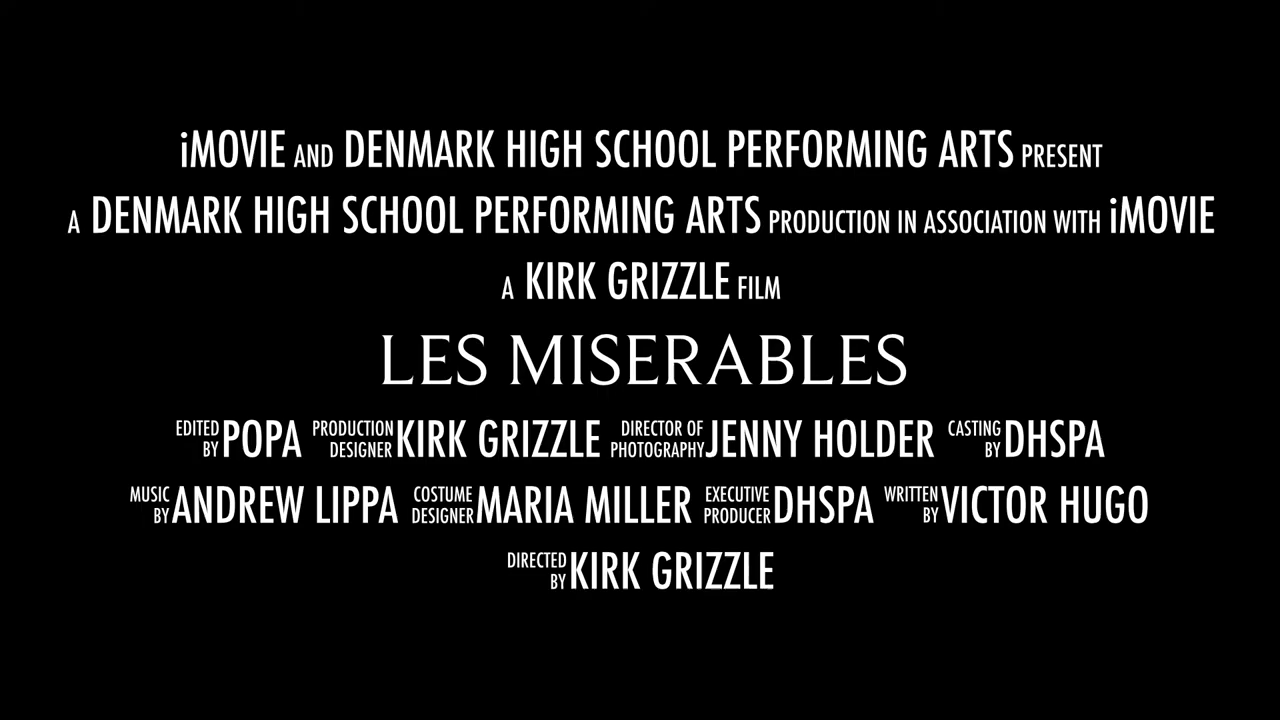 iMOVIE AND DENMARK HIGH SCHOOL PERFORMING ARTS PRESENT
A DENMARK HIGH SCHOOL PERFORMING ARTS PRODUCTION IN ASSOCIATION WITH iMOVIE
A KIRK GRIZZLE FILM
LES MISERABLES
EDITED BY POPA PRODUCTION DESIGNER KIRK GRIZZLE DIRECTOR OF PHOTOGRAPHY JENNY HOLDER CASTING BY DHSPA
MUSIC BY ANDREW LIPPA COSTUME DESIGNER MARIA MILLER EXECUTIVE PRODUCER DHSPA WRITTEN BY VICTOR HUGO
DIRECTED BY KIRK GRIZZLE